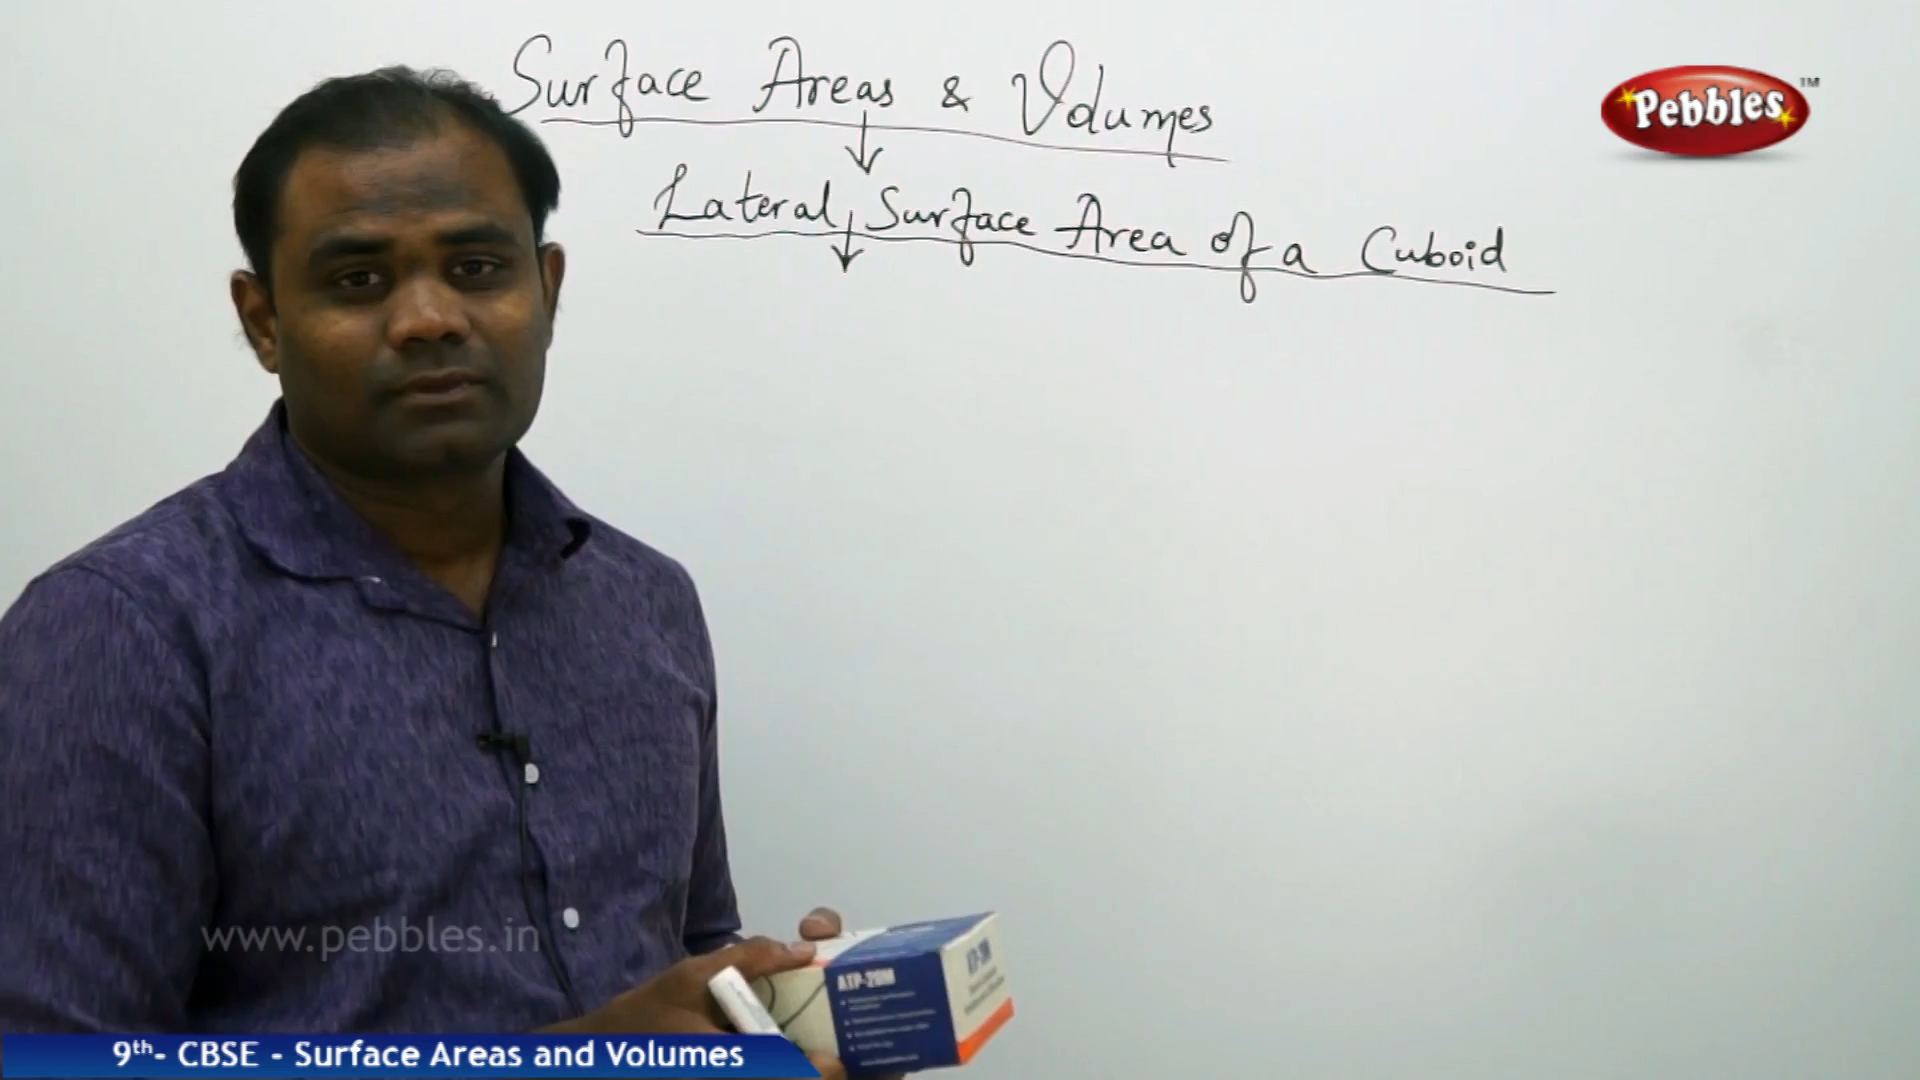 Surface Areas & Volumes
Pebbles™
Lateral Surface Area of a Cuboid
www.pebbles.in
ATP-20M
9th- CBSE - Surface Areas and Volumes